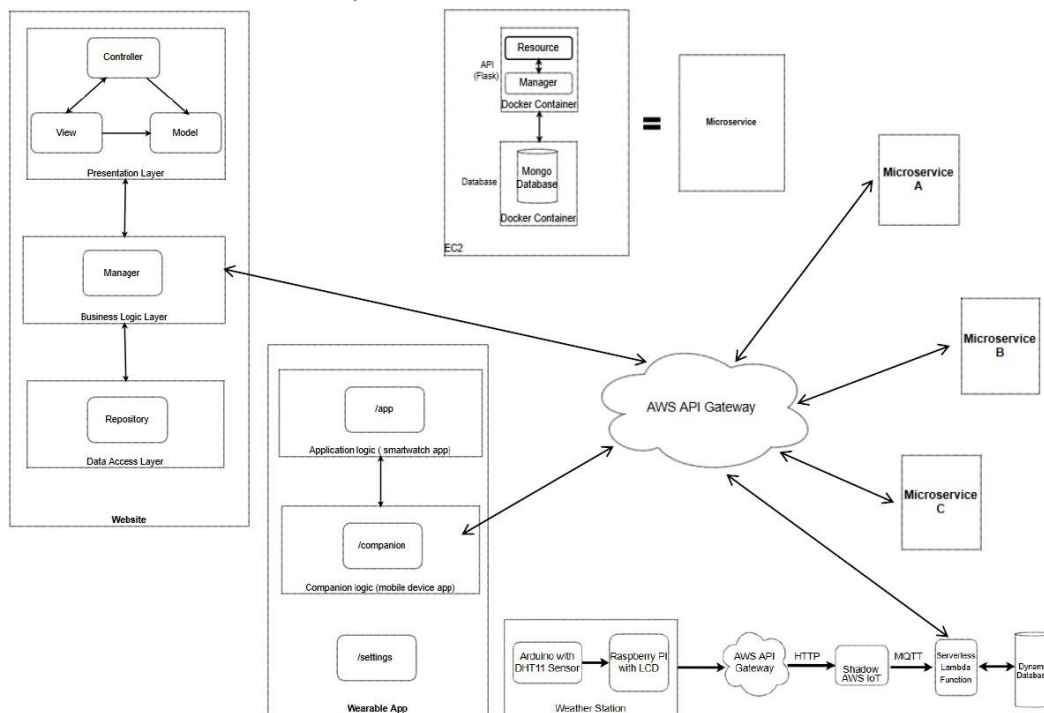 Controller
View
Model
Presentation Layer
Manager
Business Logic Layer
Repository
Data Access Layer
Website
Resource
API
(Flask)
Manager
Docker Container
Database
Mongo
Database
Docker Container
EC2
=
Microservice
Microservice
A
Microservice
B
Microservice
C
AWS API Gateway
/app
Application logic ( smartwatch app)
/companion
Companion logic (mobile device app)
/settings
Wearable App
Arduino with
DHT11 Sensor
Raspberry PI
with LCD
Weather Station
AWS API
Gateway
HTTP
Shadow
AWS IoT
MQTT
Serverless
Lambda
Function
Dynam
Database